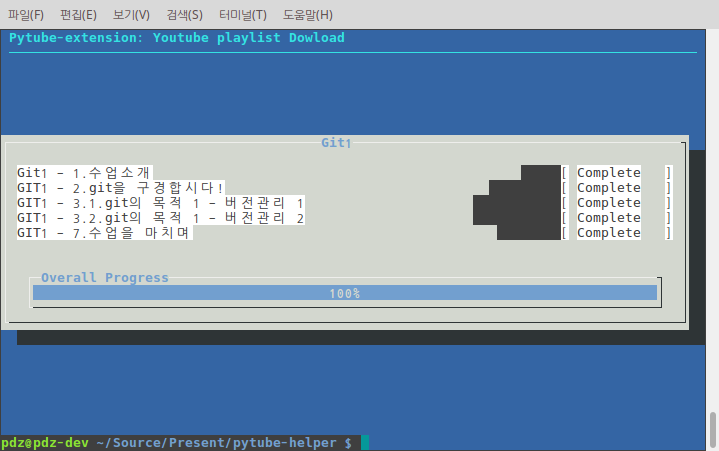 파일(F) 편집(E) 보기(V) 검색(S) 터미널(T) 도움말(H)
Pytube-extension: Youtube playlist Dowload
Git1
Git1 - 1.수업소개 [ Complete ]
GIT1 - 2.git을 구경합시다! [ Complete ]
GIT1 - 3.1.git의 목적 1 - 버전관리 1 [ Complete ]
GIT1 - 3.2.git의 목적 1 - 버전관리 2 [ Complete ]
GIT1 - 7.수업을 마치며 [ Complete ]
Overall Progress
100%
pdz@pdz-dev ~/Source/Present/pytube-helper $